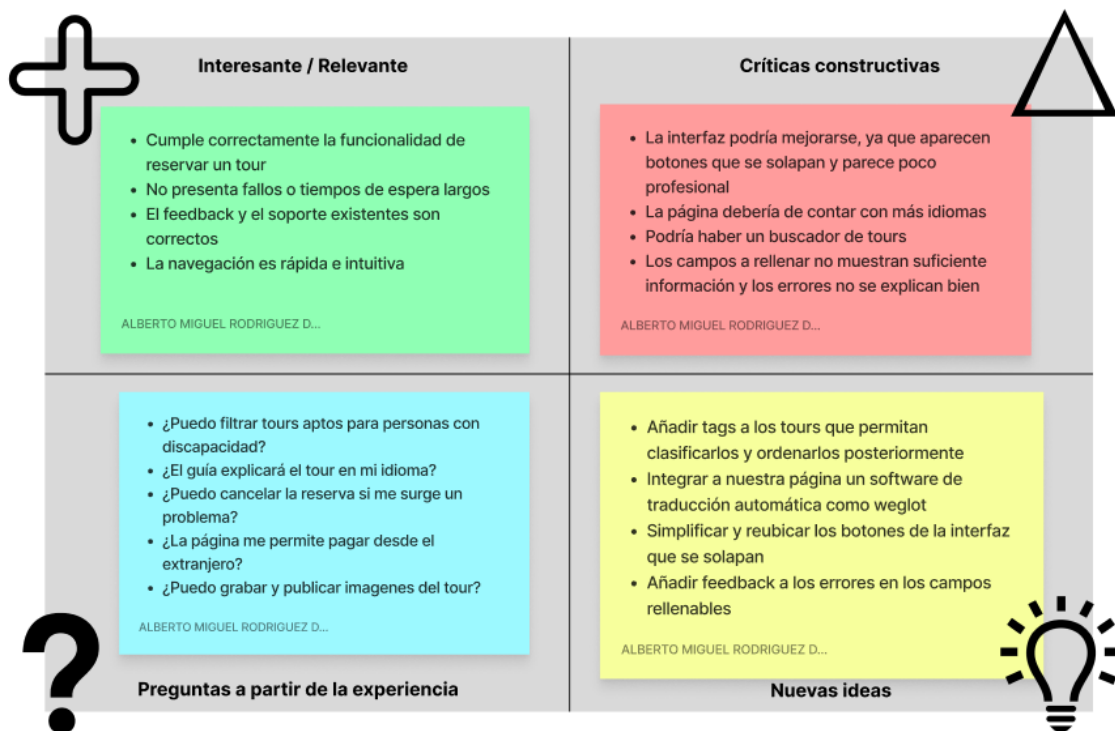 Interesante / Relevante
• Cumple correctamente la funcionalidad de
reservar un tour
• No presenta fallos o tiempos de espera largos
• El feedback y el soporte existentes son
correctos
• La navegación es rápida e intuitiva
ALBERTO MIGUEL RODRIGUEZ D...
Críticas constructivas
• La interfaz podría mejorarse, ya que aparecen
botones que se solapan y parece poco
profesional
• La página debería de contar con más idiomas
• Podría haber un buscador de tours
• Los campos a rellenar no muestran suficiente
información y los errores no se explican bien
ALBERTO MIGUEL RODRIGUEZ D...
• ¿Puedo filtrar tours aptos para personas con
discapacidad?
• ¿El guía explicará el tour en mi idioma?
• ¿Puedo cancelar la reserva si me surge un
problema?
• ¿La página me permite pagar desde el
extranjero?
• ¿Puedo grabar y publicar imagenes del tour?
ALBERTO MIGUEL RODRIGUEZ D...
Preguntas a partir de la experiencia
• Añadir tags a los tours que permitan
clasificarlos y ordenarlos posteriormente
• Integrar a nuestra página un software de
traducción automática como weglot
• Simplificar y reubicar los botones de la interfaz
que se solapan
• Añadir feedback a los errores en los campos
rellenables
ALBERTO MIGUEL RODRIGUEZ D...
Nuevas ideas